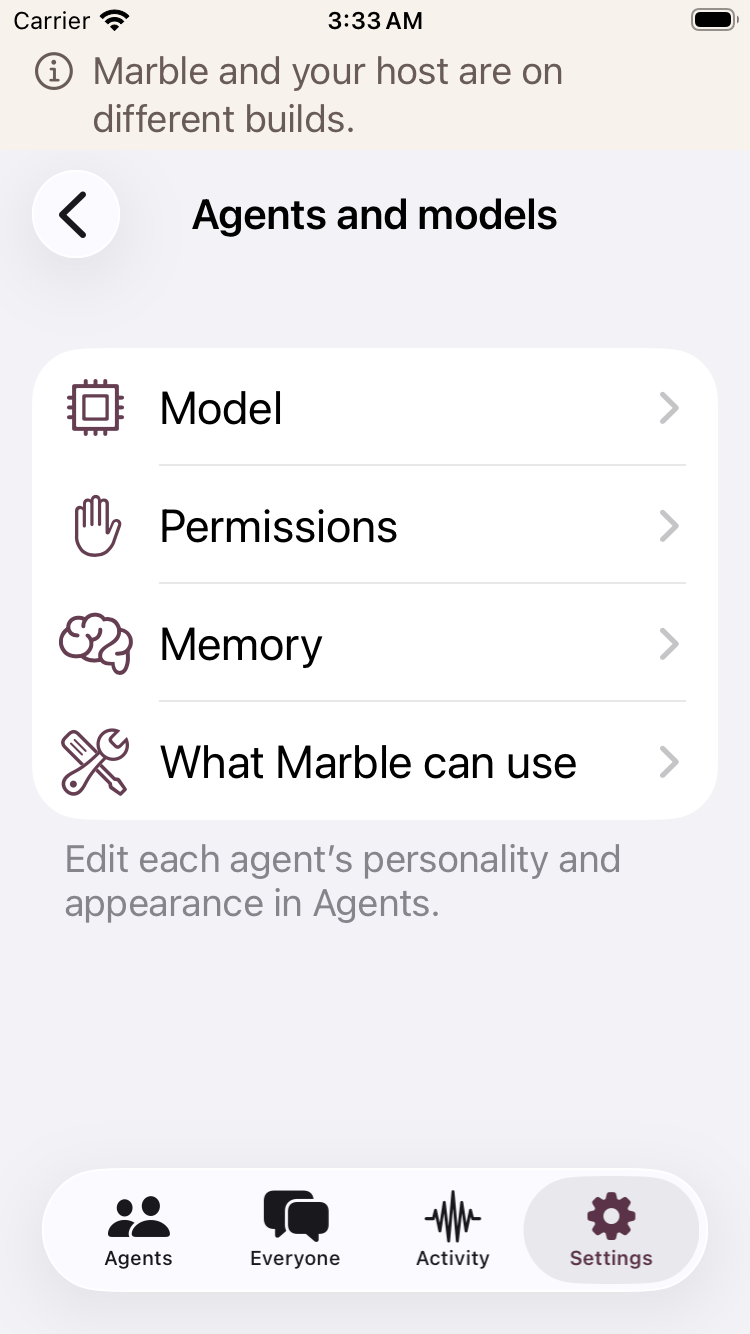 Carrier
3:33 AM
Marble and your host are on
different builds.
Agents and models
Model
Permissions
Memory
What Marble can use
Edit each agent’s personality and
appearance in Agents.
Agents
Everyone
Activity
Settings